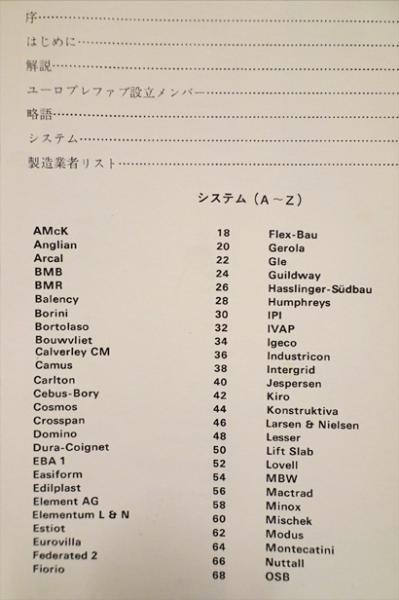 序……………………………
はじめに……………………………
解説……………………………
ユーロプレファブ設立メンバー……………………………
略語……………………………
システム……………………………
製造業者リスト……………………………
システム(A~Z)
AMcK 18 Flex-Bau
Anglian 20 Gerola
Arcal 22 Gle
BMB 24 Guildway
BMR 26 Hasslinger-Südbau
Balency 28 Humphreys
Borini 30 IPI
Bortolaso 32 IVAP
Bouwvliet 34 Igeco
Calverley CM 36 Industricon
Camus 38 Intergrid
Carlton 40 Jespersen
Cebus-Bory 42 Kiro
Cosmos 44 Konstruktiva
Crosspan 46 Larsen & Nielsen
Domino 48 Lesser
Dura-Coignet 50 Lift Slab
EBA 1 52 Lovell
Easiform 54 MBW
Edilplast 56 Mactrad
Element AG 58 Minox
Elementum L & N 60 Mischek
Estiot 62 Modus
Eurovilla 64 Montecatini
Federated 2 66 Nuttall
Fiorio 68 OSB